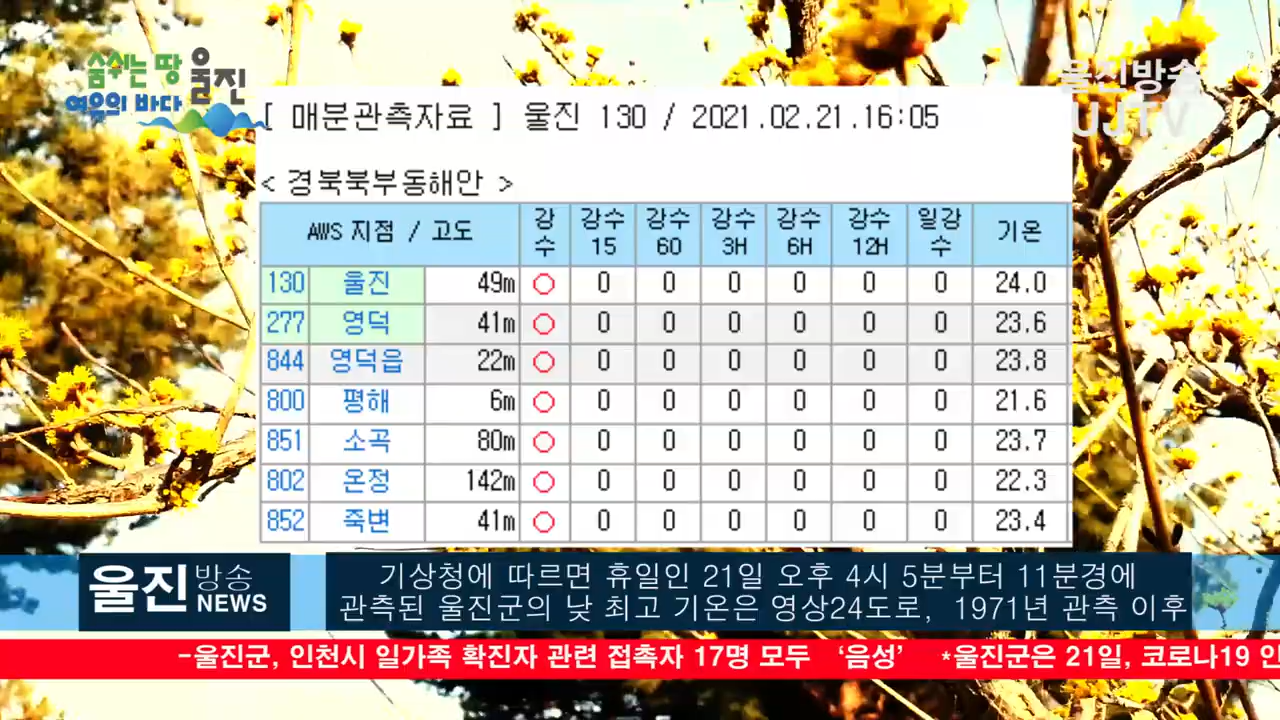 숨쉬는 땅 울진
여유의 바다
울진방송
UJTV
[ 매분관측자료 ] 울진 130 / 2021.02.21.16:05
< 경북북부동해안 >
AWS 지점 / 고도 강수 강수 15 강수 60 강수 3H 강수 6H 강수 12H 일강수 기온
130 울진 49m ○ 0 0 0 0 0 0 24.0
277 영덕 41m ○ 0 0 0 0 0 0 23.6
844 영덕읍 22m ○ 0 0 0 0 0 0 23.8
800 평해 6m ○ 0 0 0 0 0 0 21.6
851 소곡 80m ○ 0 0 0 0 0 0 23.7
802 온정 142m ○ 0 0 0 0 0 0 22.3
852 죽변 41m ○ 0 0 0 0 0 0 23.4
울진 방송 NEWS
기상청에 따르면 휴일인 21일 오후 4시 5분부터 11분경에
관측된 울진군의 낮 최고 기온은 영상24도로, 1971년 관측 이후
-울진군, 인천시 일가족 확진자 관련 접촉자 17명 모두 ‘음성’ *울진군은 21일, 코로나19 인